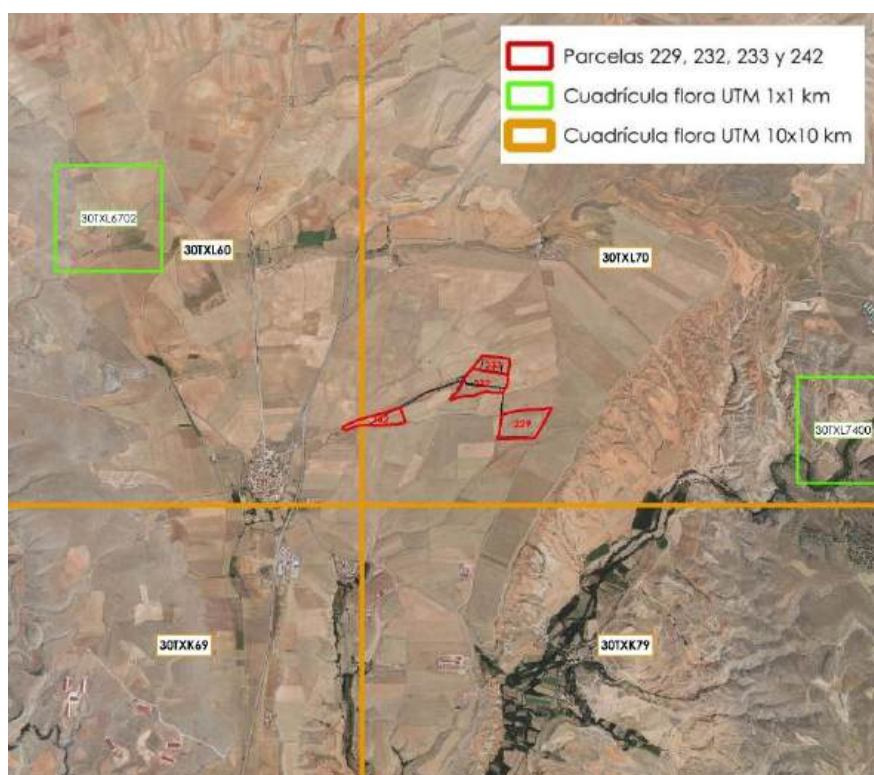 Parcelas 229, 232, 233 y 242
Cuadrícula flora UTM 1x1 km
Cuadrícula flora UTM 10x10 km
30TXL6702
30TXL60
30TXL70
229
30TXL7400
30TXK69
30TXK79